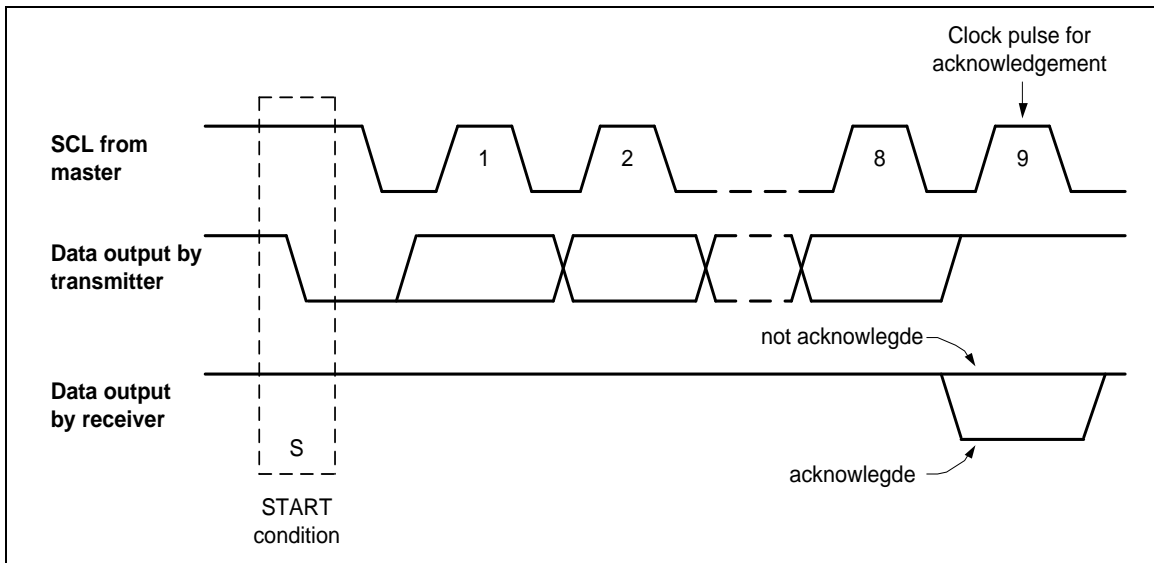 Clock pulse for
acknowledgement
SCL from
master
1
2
8
9
Data output by
transmitter
not acknowlegde
Data output
by receiver
S
acknowlegde
START
condition